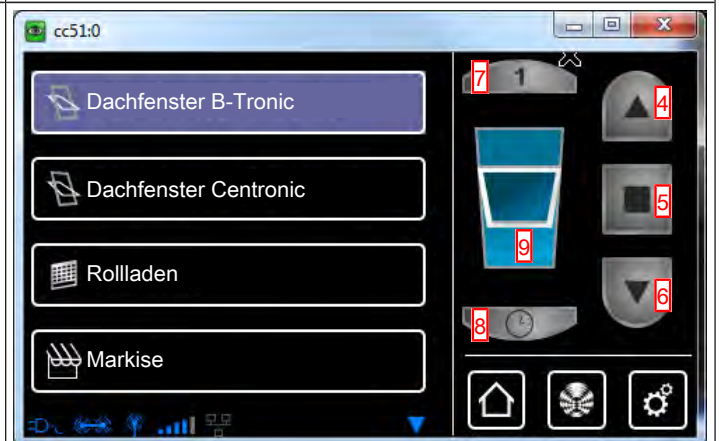 cc51:0
Dachfenster B-Tronic
Dachfenster Centronic
Rollladen
Markise
7
1
4
5
9
6
8